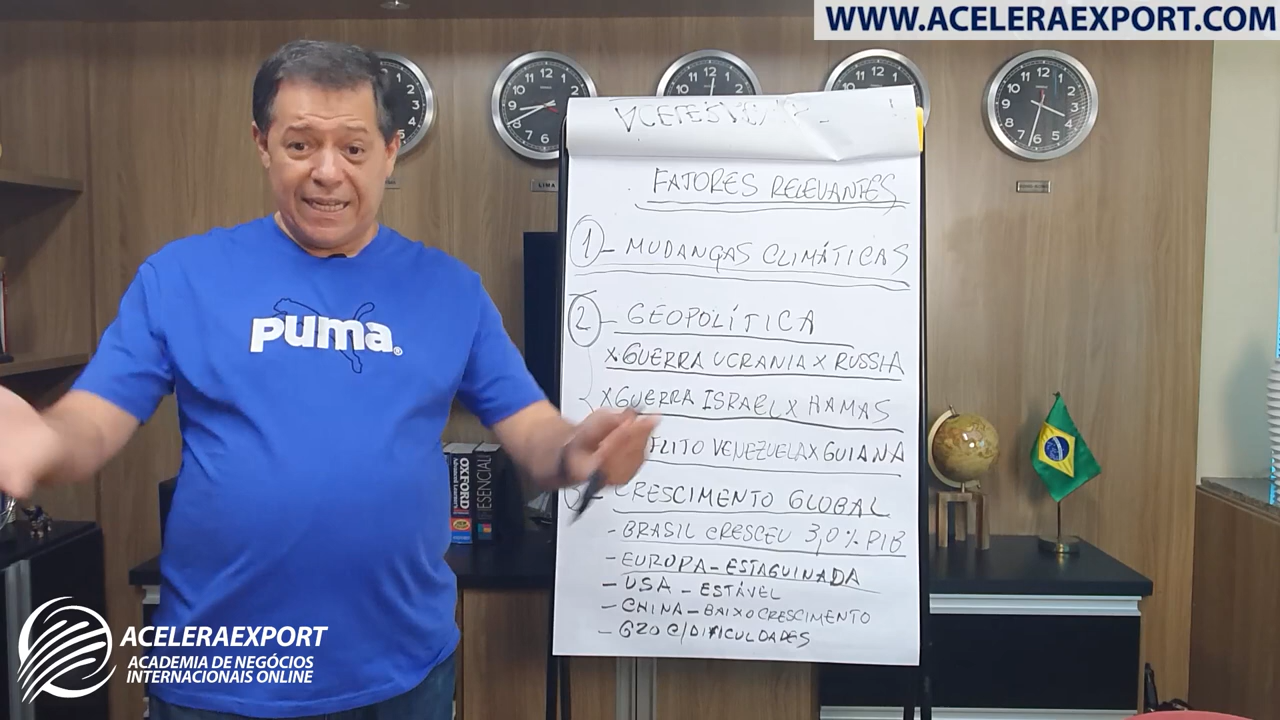 WWW.ACELERAEXPORT.COM
LIMA
FATORES RELEVANTES
1 - MUDANÇAS CLIMÁTICAS
2 - GEOPOLÍTICA
X GUERRA UCRANIA X RUSSIA
X GUERRA ISRAEL X HAMAS
FLITO VENEZUELA X GUIANA
CRESCIMENTO GLOBAL
- BRASIL CRESCEU 3,0% PIB
- EUROPA - ESTAGUINADA
- USA - ESTÁVEL
- CHINA - BAIXO CRESCIMENTO
- G20 C/ DIFICULDADES
PUMA®
OXFORD
ESENCIAL
ACELERAEXPORT
ACADEMIA DE NEGÓCIOS
INTERNACIONAIS ONLINE